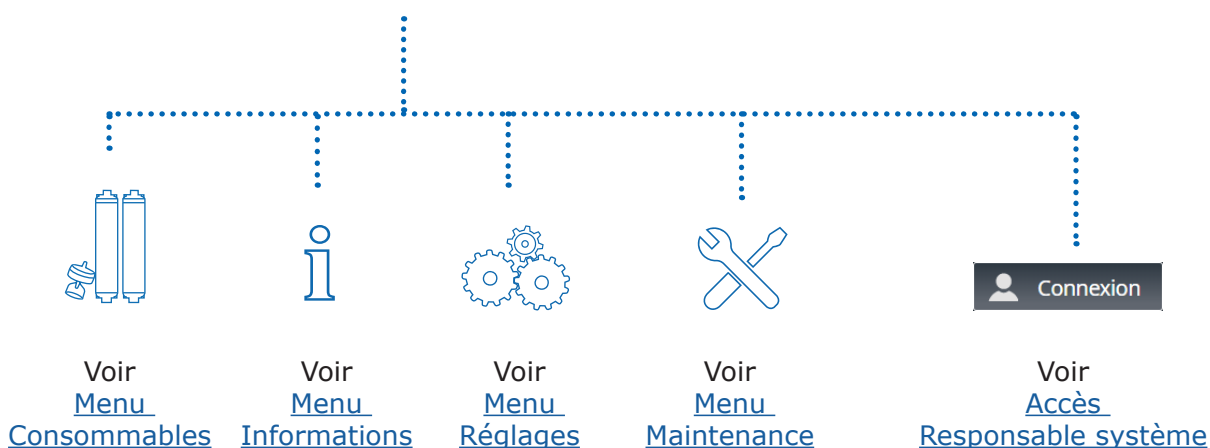 Connexion
Voir
Menu
Consommables
Voir
Menu
Informations
Voir
Menu
Réglages
Voir
Menu
Maintenance
Voir
Accès
Responsable système